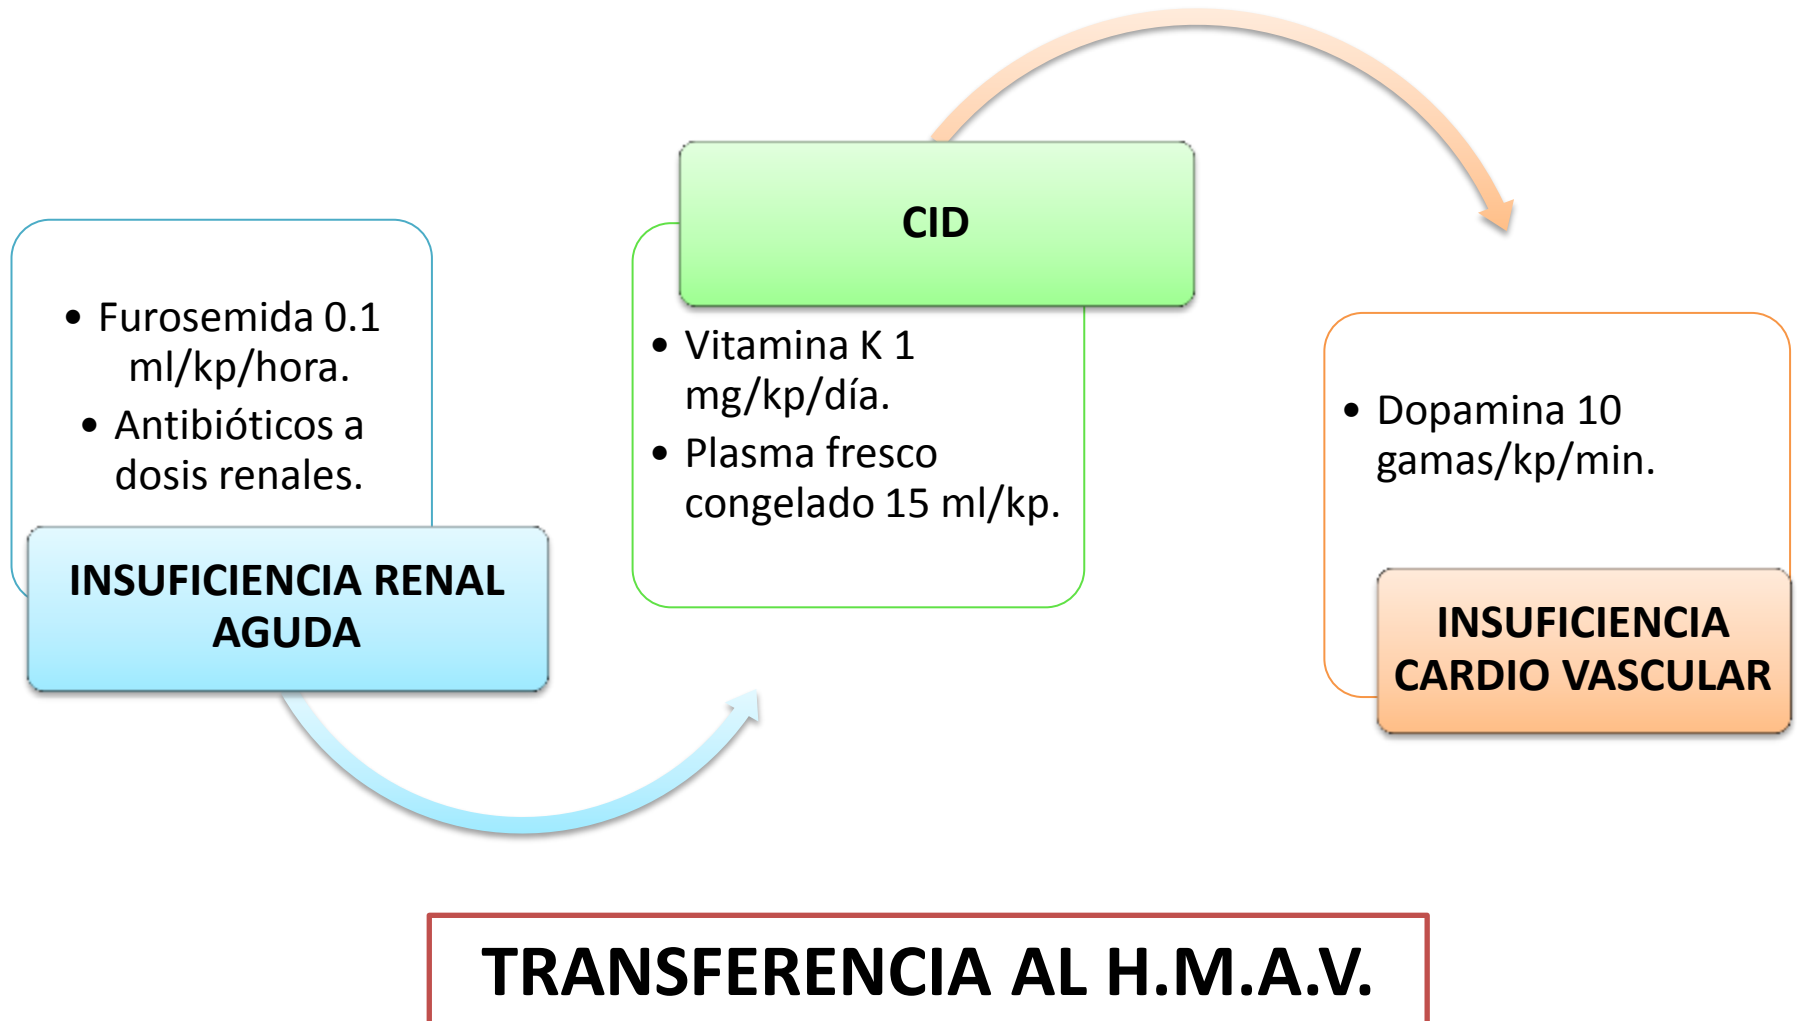 • Furosemida 0.1
ml/kp/hora.
• Antibióticos a
dosis renales.
INSUFICIENCIA RENAL
AGUDA
CID
• Vitamina K 1
mg/kp/día.
• Plasma fresco
congelado 15 ml/kp.
• Dopamina 10
gamas/kp/min.
INSUFICIENCIA
CARDIO VASCULAR
TRANSFERENCIA AL H.M.A.V.